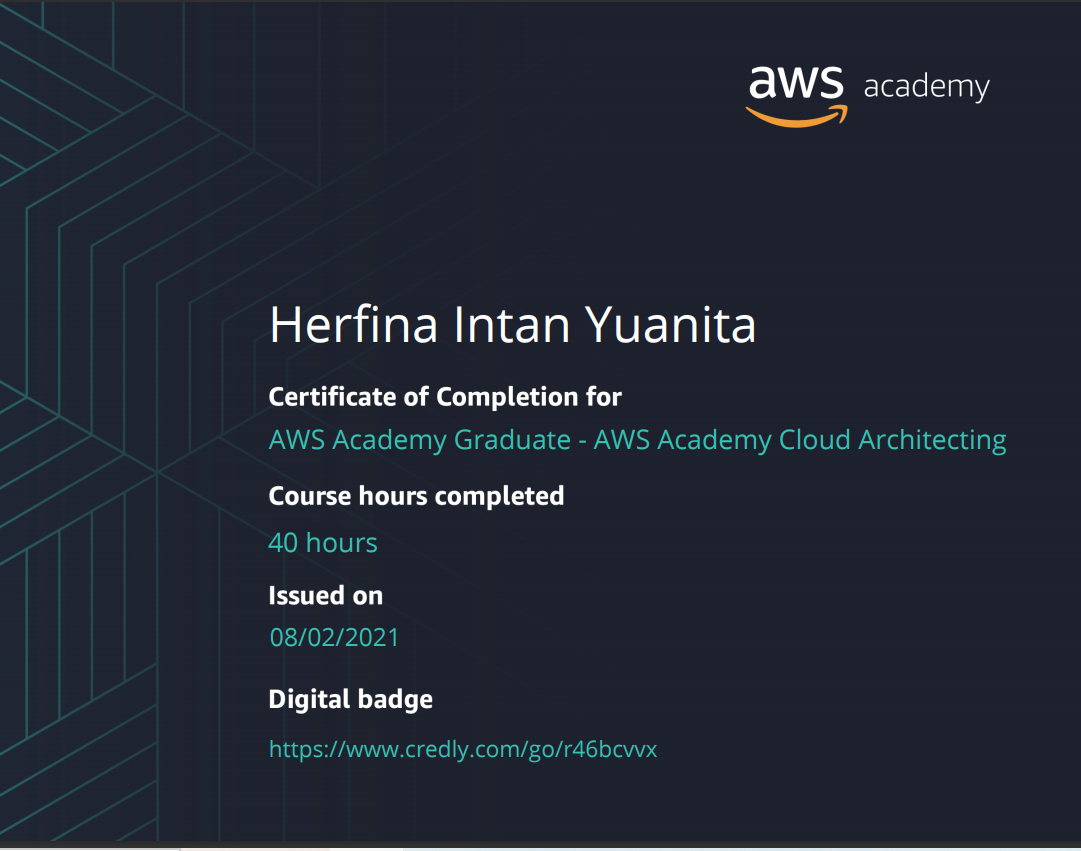 aws academy
Herfina Intan Yuanita
Certificate of Completion for
AWS Academy Graduate - AWS Academy Cloud Architecting
Course hours completed
40 hours
Issued on
08/02/2021
Digital badge
https://www.credly.com/go/r46bcvvx